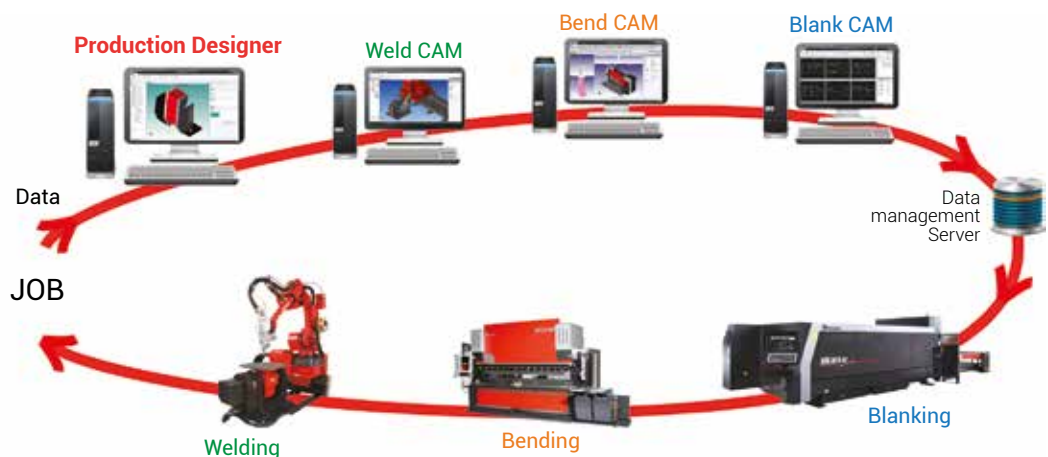 Production Designer
Weld CAM
Bend CAM
Blank CAM
Data
Data
management
Server
JOB
Welding
Bending
Blanking